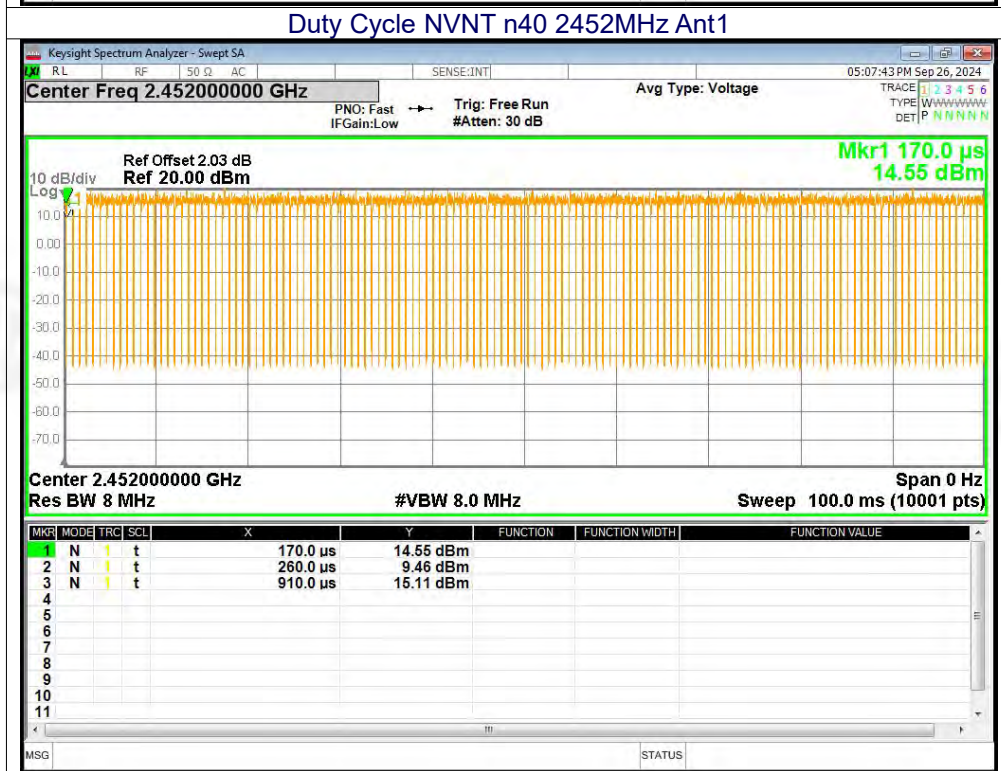 Duty Cycle NVNT n40 2452MHz Ant1
Keysight Spectrum Analyzer - Swept SA
LXI RL RF 50 Ω AC SENSE:INT 05:07:43 PM Sep 26, 2024
Center Freq 2.452000000 GHz Avg Type: Voltage TRACE 1 2 3 4 5 6
PNO: Fast Trig: Free Run TYPE WWWWWW
IFGain:Low #Atten: 30 dB DET P N N N N N
Mkr1 170.0 µs
14.55 dBm
Ref Offset 2.03 dB
10 dB/div Ref 20.00 dBm
Log
10.0
0.00
-10.0
-20.0
-30.0
-40.0
-50.0
-60.0
-70.0
Center 2.452000000 GHz Span 0 Hz
Res BW 8 MHz #VBW 8.0 MHz Sweep 100.0 ms (10001 pts)
MKR MODE TRC SCL X Y FUNCTION FUNCTION WIDTH FUNCTION VALUE
1 N 1 t 170.0 µs 14.55 dBm
2 N 1 t 260.0 µs 9.46 dBm
3 N 1 t 910.0 µs 15.11 dBm
4
5
6
7
8
9
10
11
MSG STATUS